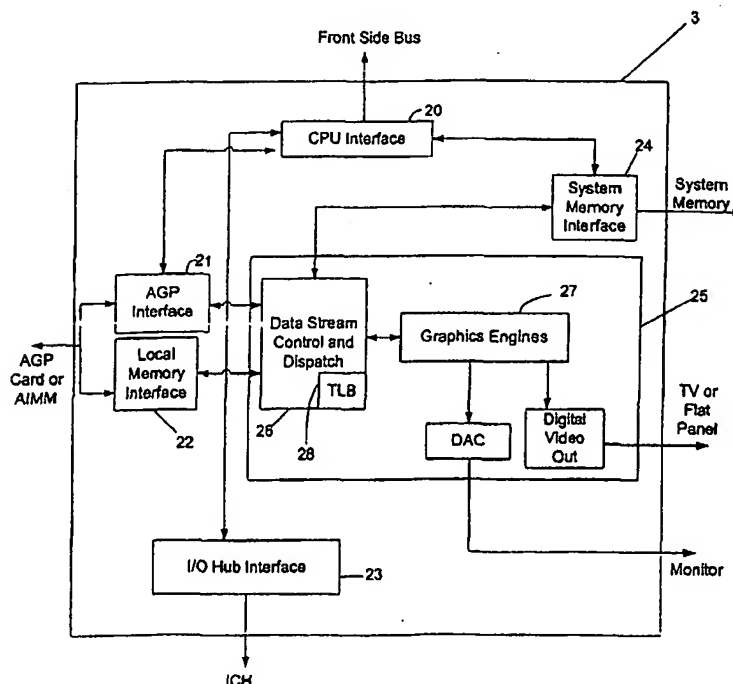 Front Side Bus
3
20
CPU Interface
24
System
Memory
Interface
System
Memory
21
AGP
Interface
27
25
Data Stream
Control and
Dispatch
Graphics Engines
AGP
Card or
AIMM
Local
Memory
Interface
TLB
TV or
Flat
Panel
22
26
28
DAC
Digital
Video
Out
I/O Hub Interface
23
Monitor
ICH